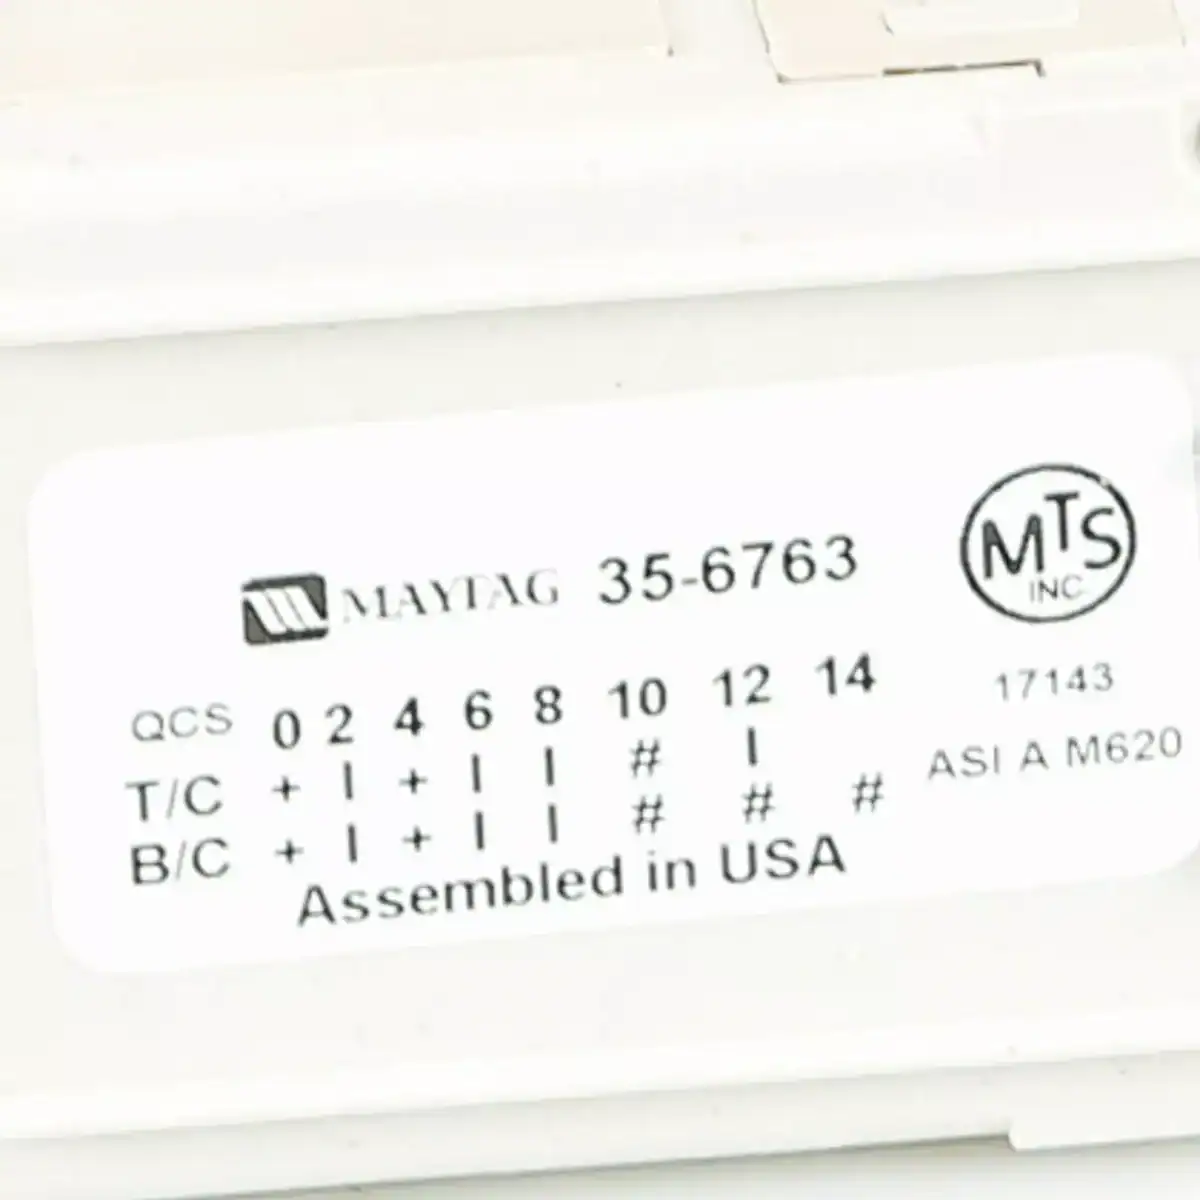 MAYTAG 35-6763
MTS
INC
QCS 0 2 4 6 8 10 12 14
17143
T/C + I + I I # I
ASI A M620
B/C + I + I I # # #
Assembled in USA